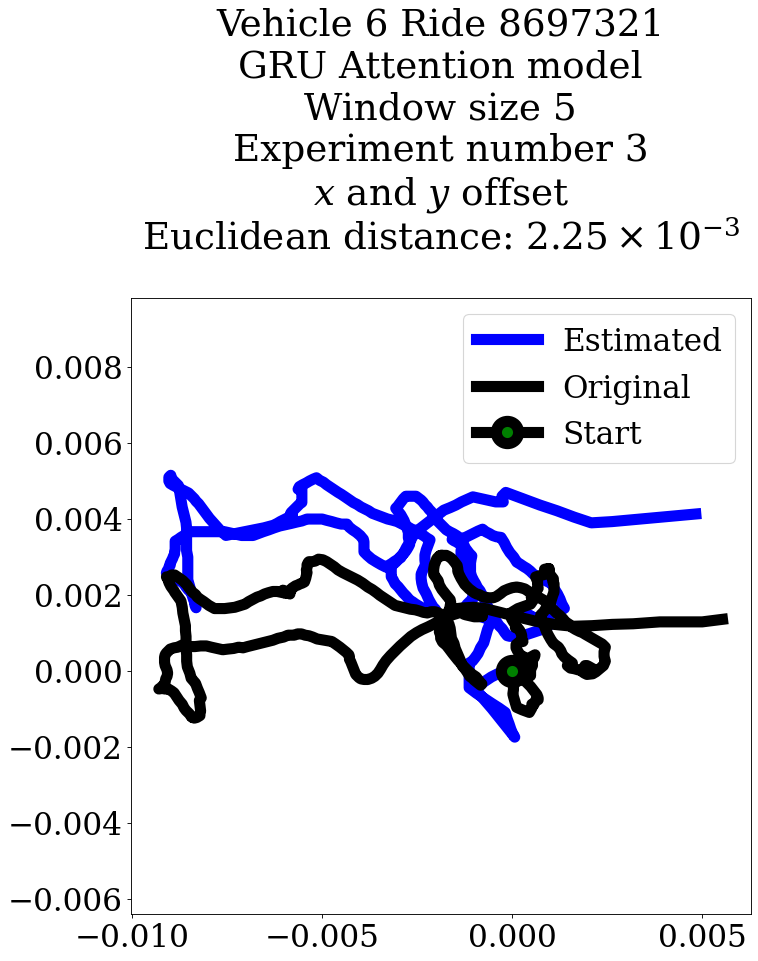 Vehicle 6 Ride 8697321
GRU Attention model
Window size 5
Experiment number 3
x and y offset
Euclidean distance: 2.25 × 10⁻³
Estimated
Original
Start
0.008
0.006
0.004
0.002
0.000
−0.002
−0.004
−0.006
−0.010 −0.005 0.000 0.005